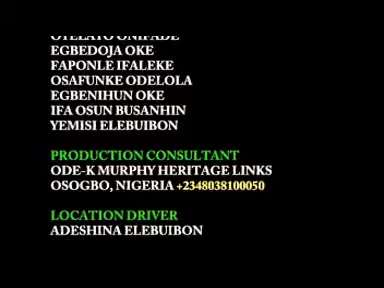 OYELAYO ONIFADE
EGBEDOJA OKE
FAPONLE IFALEKE
OSAFUNKE ODELOLA
EGBENIHUN OKE
IFA OSUN BUSANHIN
YEMISI ELEBUIBON
PRODUCTION CONSULTANT
ODE-K MURPHY HERITAGE LINKS
OSOGBO, NIGERIA +2348038100050
LOCATION DRIVER
ADESHINA ELEBUIBON